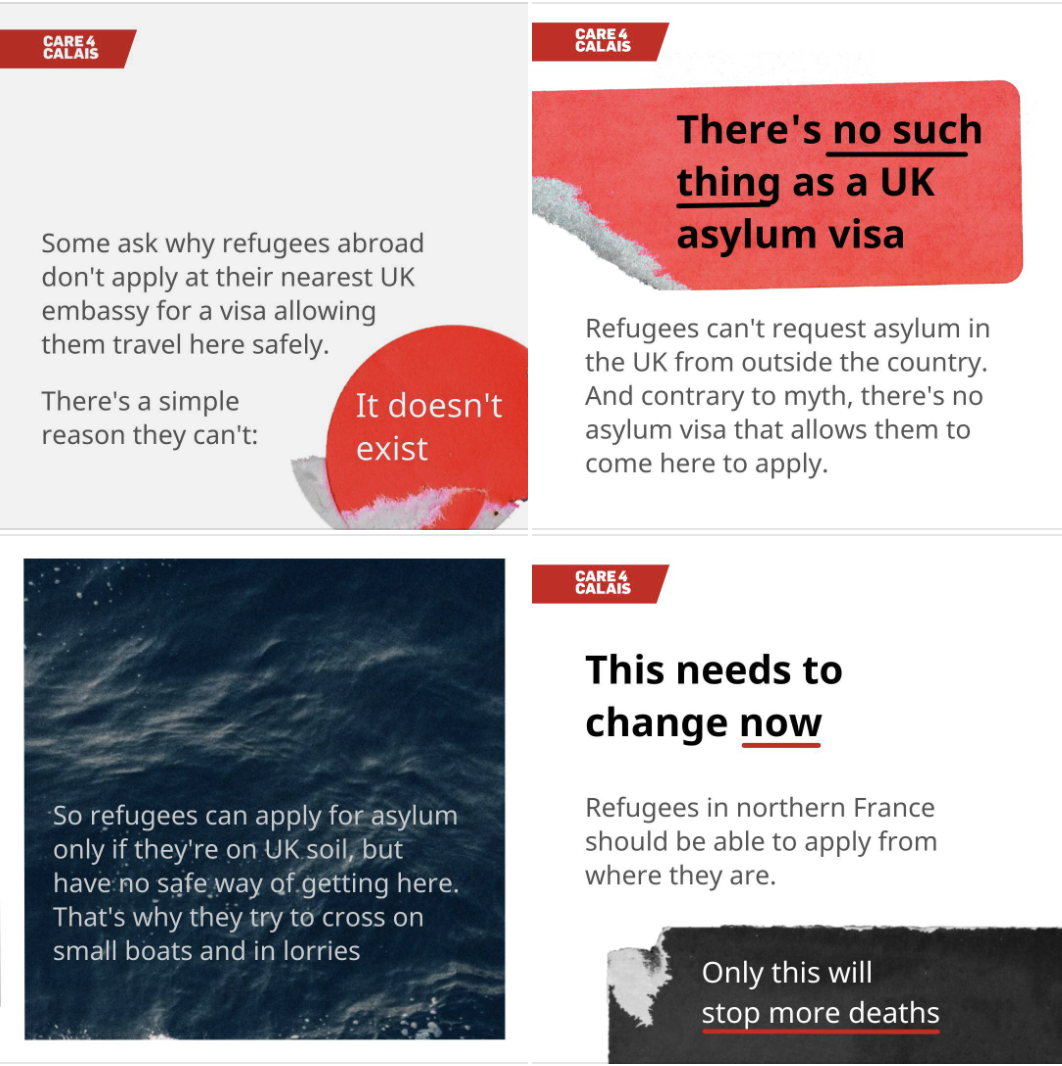 CARE4
CALAIS
Some ask why refugees abroad
don't apply at their nearest UK
embassy for a visa allowing
them travel here safely.
There's a simple
reason they can't:
It doesn't
exist
CARE4
CALAIS
There's no such
thing as a UK
asylum visa
Refugees can't request asylum in
the UK from outside the country.
And contrary to myth, there's no
asylum visa that allows them to
come here to apply.
So refugees can apply for asylum
only if they're on UK soil, but
have no safe way of getting here.
That's why they try to cross on
small boats and in lorries
CARE4
CALAIS
This needs to
change now
Refugees in northern France
should be able to apply from
where they are.
Only this will
stop more deaths